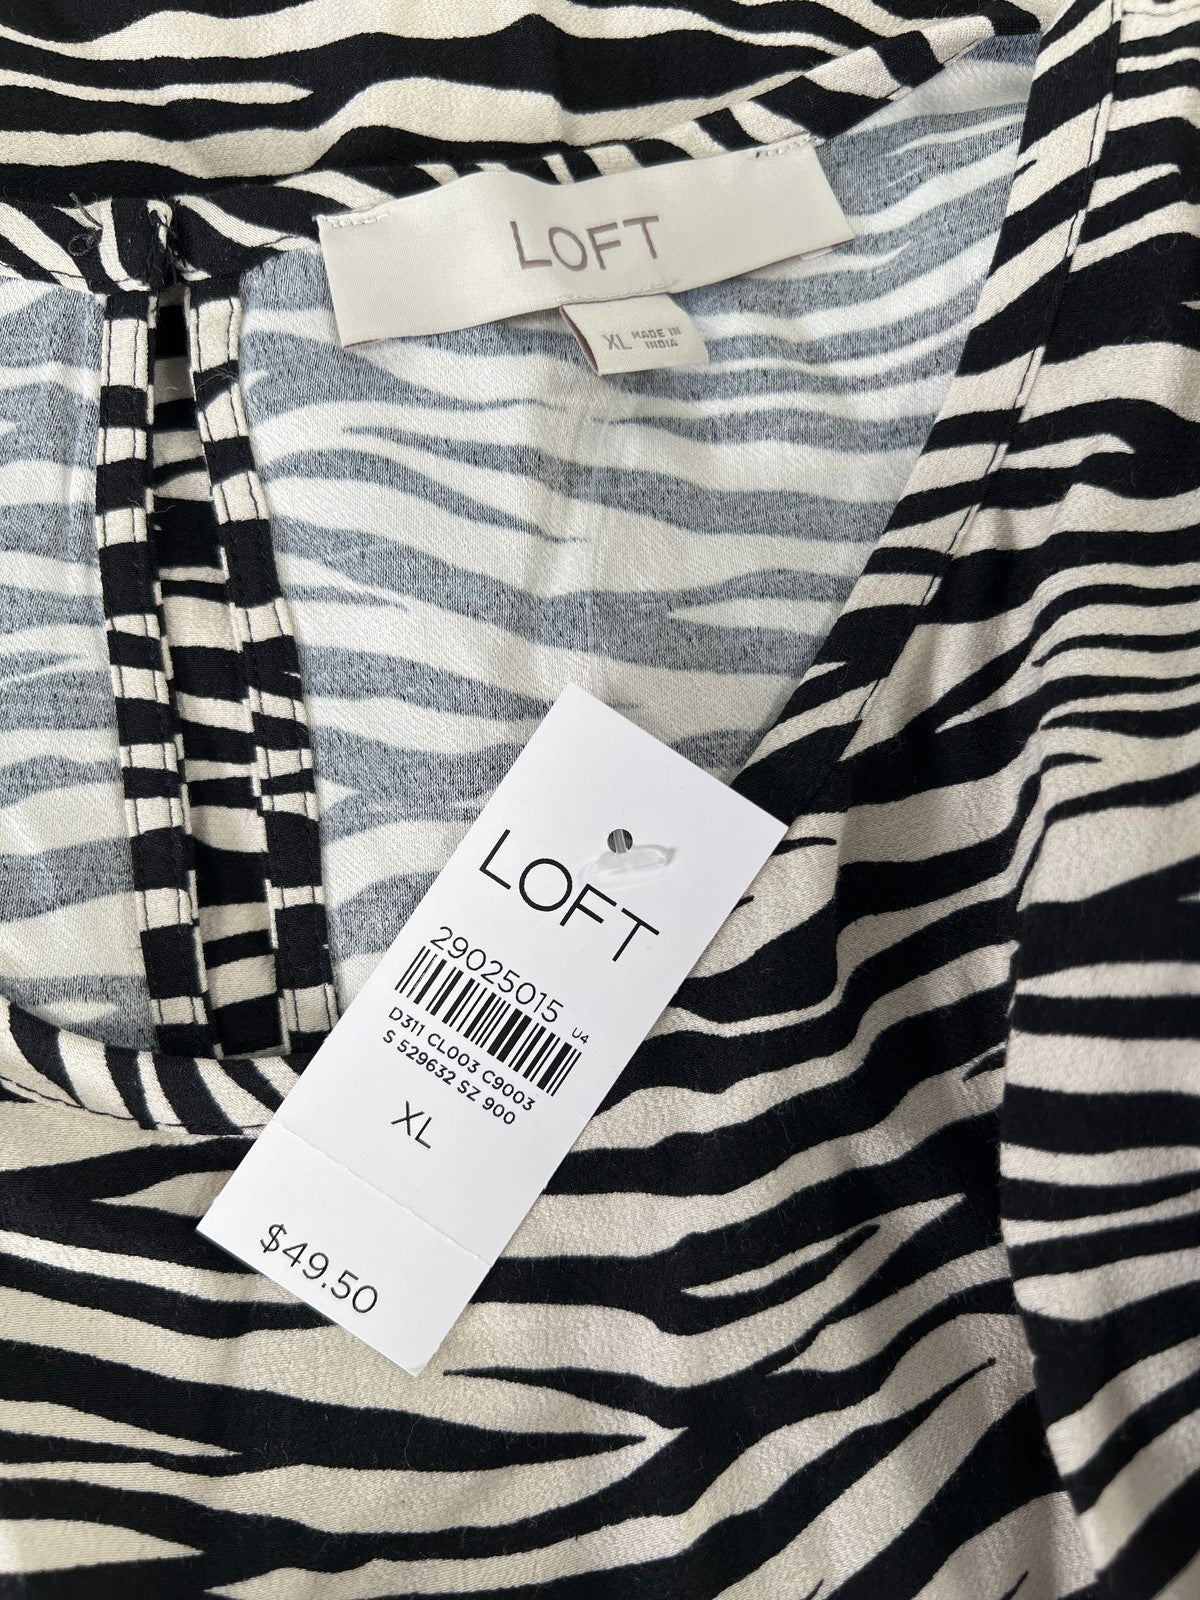 LOFT
XL MADE IN
INDIA
LOFT
29025015
U4
D311 CL003 C9003
S 529632 SZ 900
XL
$49.50